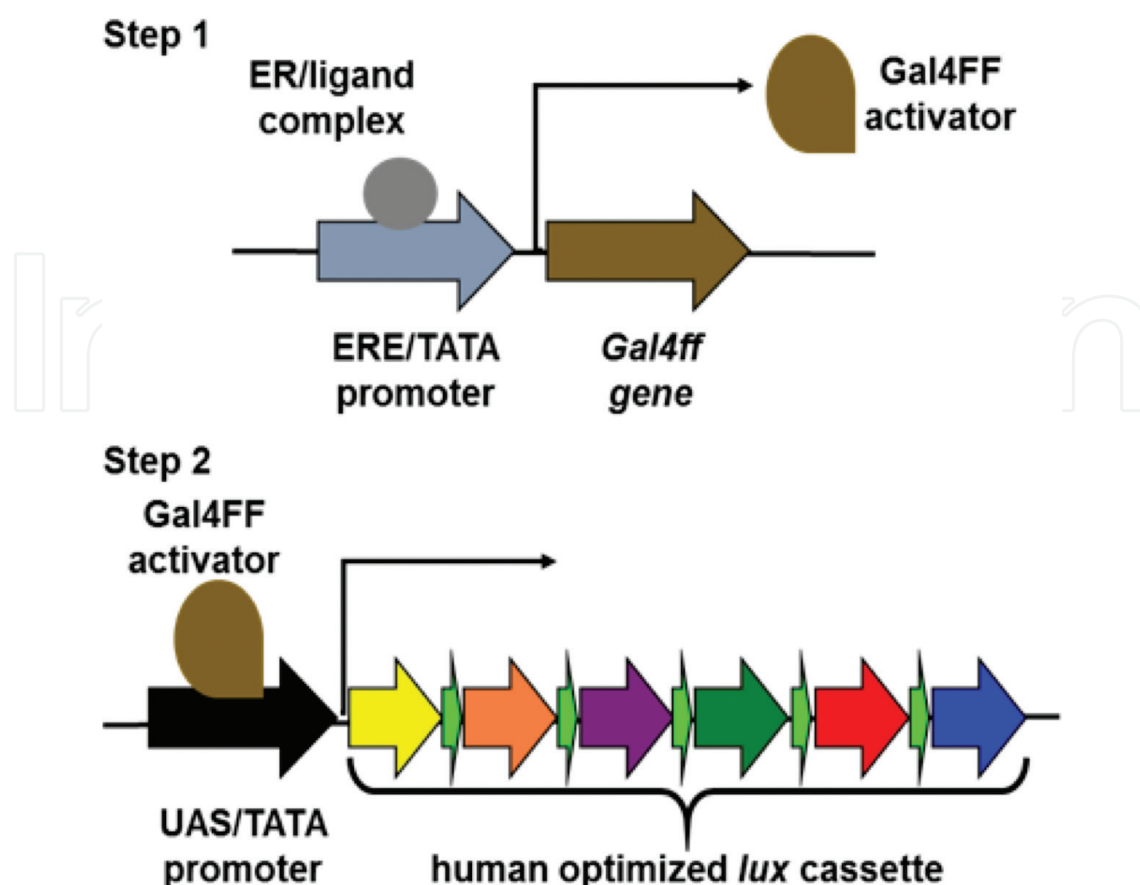 Step 1
ER/ligand
complex
Gal4FF
activator
ERE/TATA
promoter
Gal4ff
gene
Step 2
Gal4FF
activator
UAS/TATA
promoter
human optimized lux cassette